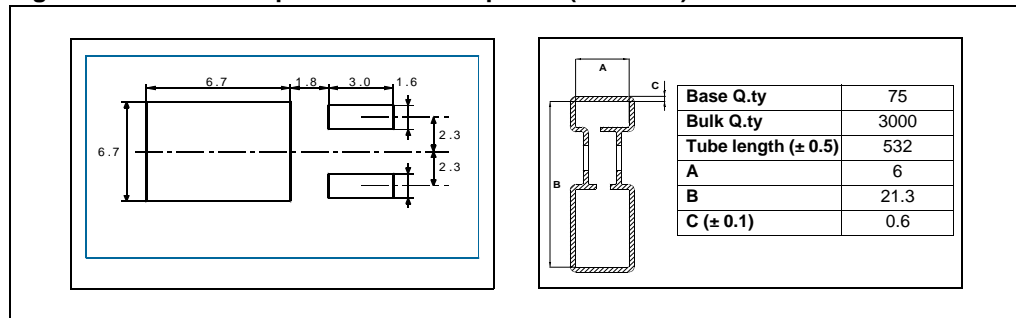 6.7 1.8 3.0 1.6
2.3
6.7
2.3
A
C
B
Base Q.ty 75
Bulk Q.ty 3000
Tube length (± 0.5) 532
A 6
B 21.3
C (± 0.1) 0.6